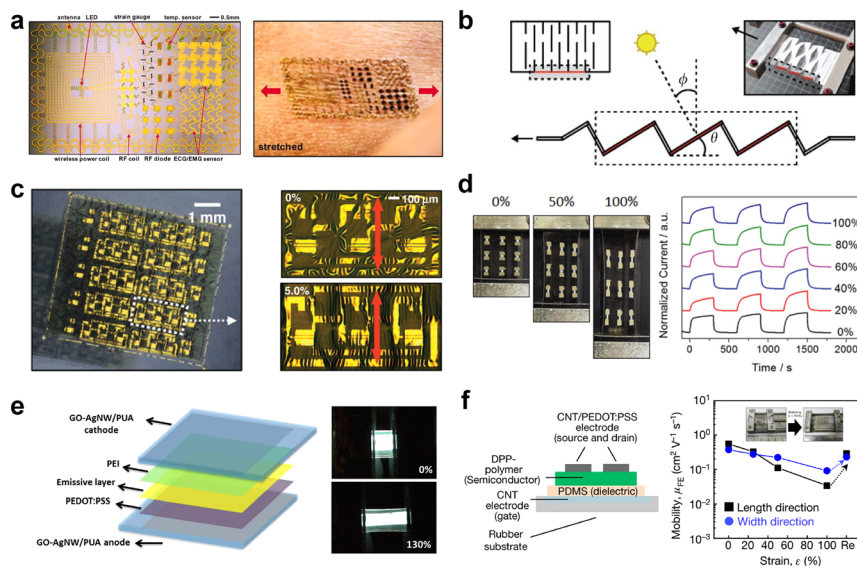 a
antenna
LED
strain gauge
temp. sensor
0.5mm
wireless power coil
RF coil
RF diode
ECG/EMG sensor
stretched
b
ϕ
θ
c
1 mm
0%
100 μm
5.0%
d
0%
50%
100%
Normalized Current / a.u.
100%
80%
60%
40%
20%
0%
0
500
1000
1500
2000
Time / s
e
GO-AgNW/PUA
cathode
PEI
Emissive layer
PEDOT:PSS
GO-AgNW/PUA anode
0%
130%
f
CNT/PEDOT:PSS
electrode
(source and drain)
DPP-
polymer
(Semiconductor)
PDMS (dielectric)
CNT
electrode
(gate)
Rubber
substrate
Mobility, μFE (cm² V⁻¹ s⁻¹)
10¹
10⁰
10⁻¹
10⁻²
10⁻³
Length direction
Width direction
0
20
40
60
80
100
Re
Strain, ε (%)